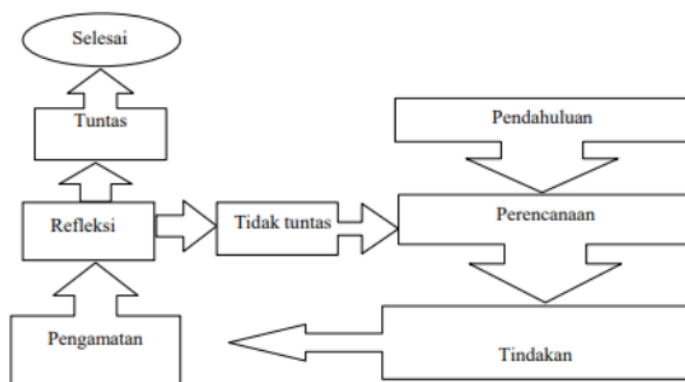 Selesai
Tuntas
Pendahuluan
Refleksi
Tidak tuntas
Perencanaan
Pengamatan
Tindakan